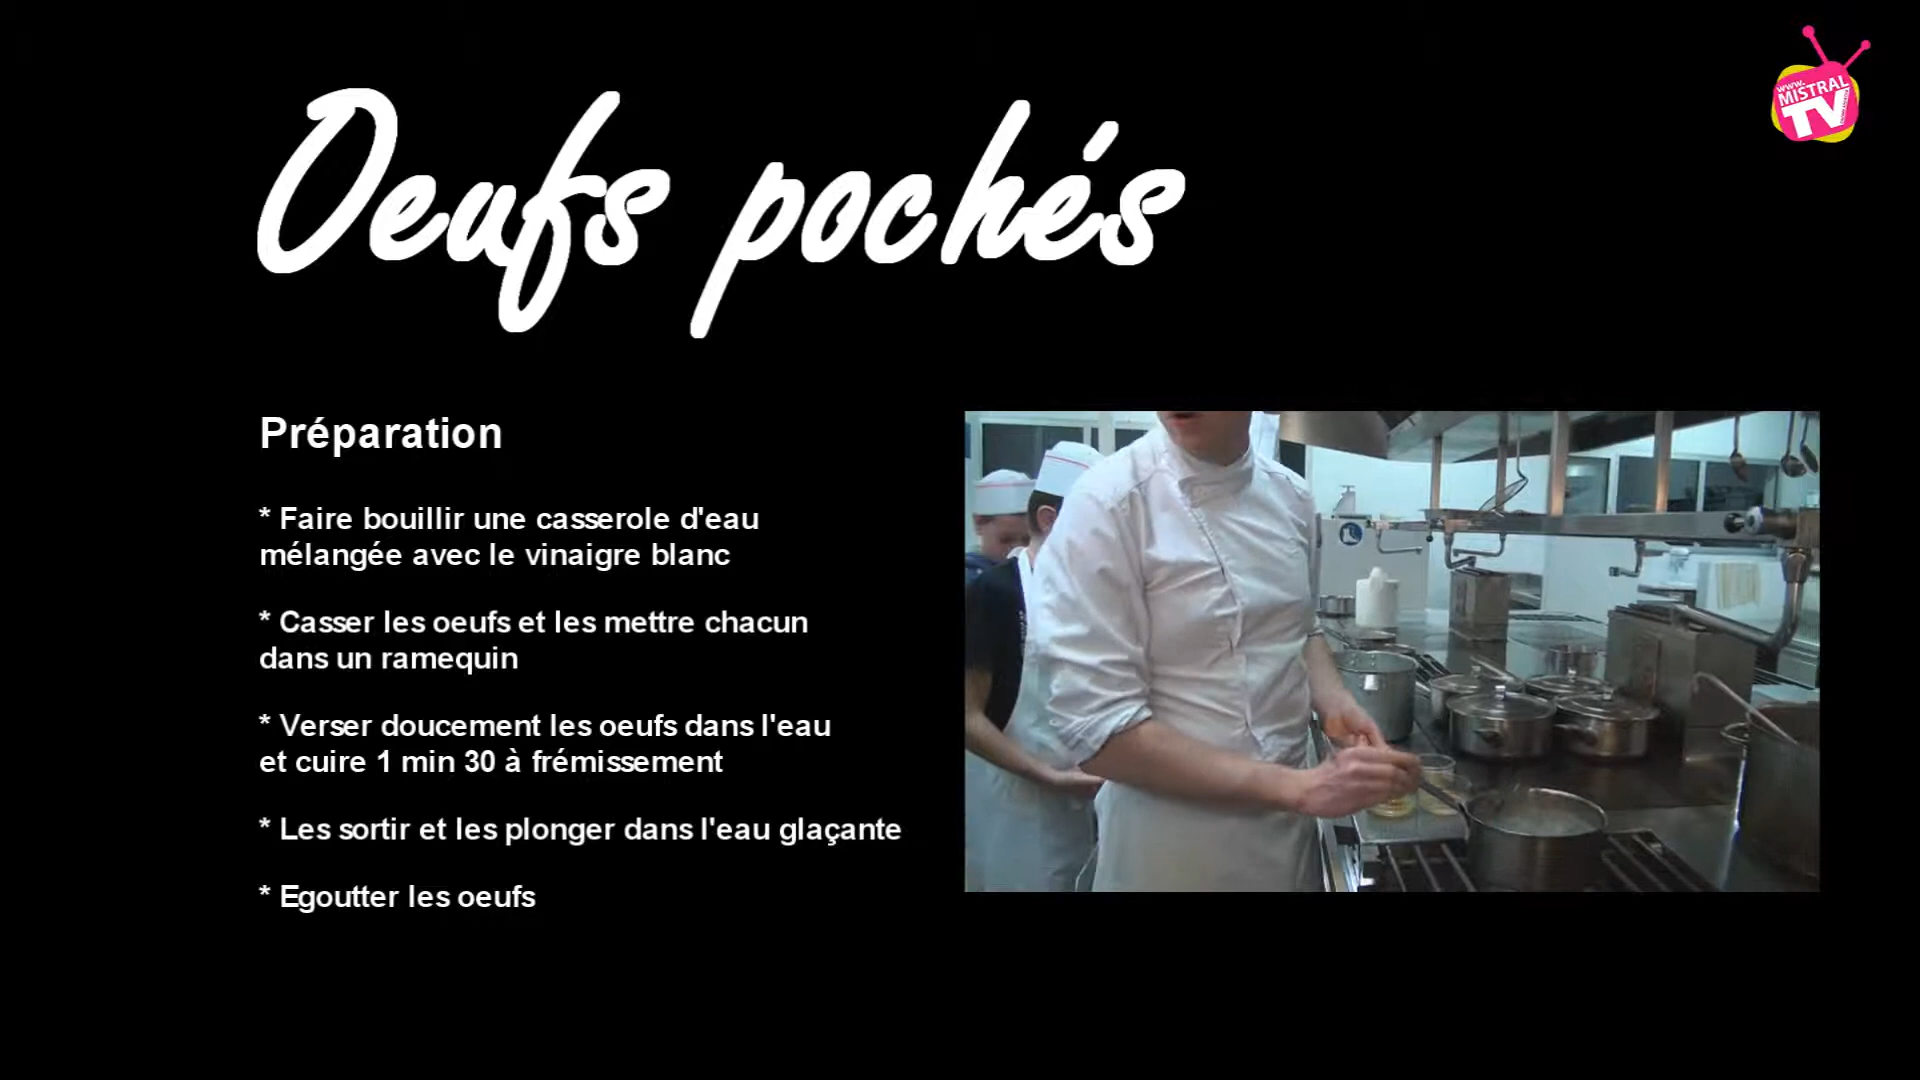 Oeufs pochés
www.
MISTRAL
TV
Préparation
* Faire bouillir une casserole d'eau
mélangée avec le vinaigre blanc
* Casser les oeufs et les mettre chacun
dans un ramequin
* Verser doucement les oeufs dans l'eau
et cuire 1 min 30 à frémissement
* Les sortir et les plonger dans l'eau glaçante
* Egoutter les oeufs